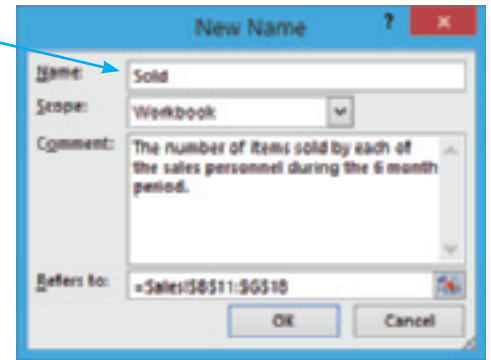 New Name
?
Name:
Sold
Scope:
Workbook
Comment:
The number of items sold by each of
the sales personnel during the 6 month
period.
Refers to:
=Sales!$B$11:$G$18
OK
Cancel